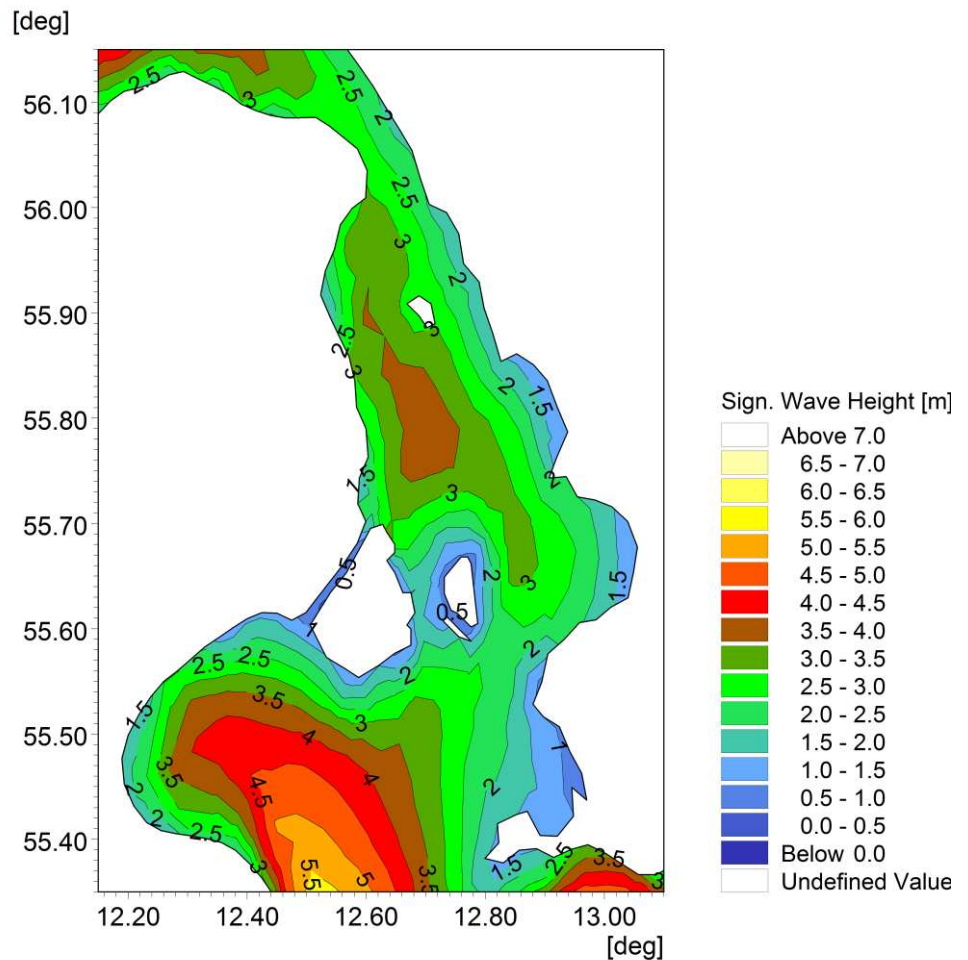 [deg]
56.10
56.00
55.90
55.80
55.70
55.60
55.50
55.40
12.20 12.40 12.60 12.80 13.00
[deg]
2.5
3
2.5
2
2.5
3
2
3
2.5
3
2
1.5
2
1.5
3
0.5
2
3
1.5
0.5
1
2
2.5
2.5
2
3.5
3
1.5
4
1
3.5
4
4.5
2
2
2
2.5
3
5.5
5
3.5
1.5
2.5
3.5
3
Sign. Wave Height [m]
Above 7.0
6.5 - 7.0
6.0 - 6.5
5.5 - 6.0
5.0 - 5.5
4.5 - 5.0
4.0 - 4.5
3.5 - 4.0
3.0 - 3.5
2.5 - 3.0
2.0 - 2.5
1.5 - 2.0
1.0 - 1.5
0.5 - 1.0
0.0 - 0.5
Below 0.0
Undefined Value